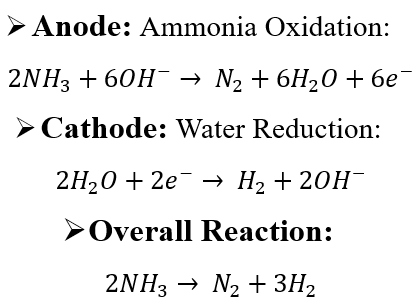 ➢ Anode: Ammonia Oxidation:
2NH₃ + 6OH⁻ → N₂ + 6H₂O + 6e⁻
➢ Cathode: Water Reduction:
2H₂O + 2e⁻ → H₂ + 2OH⁻
➢ Overall Reaction:
2NH₃ → N₂ + 3H₂